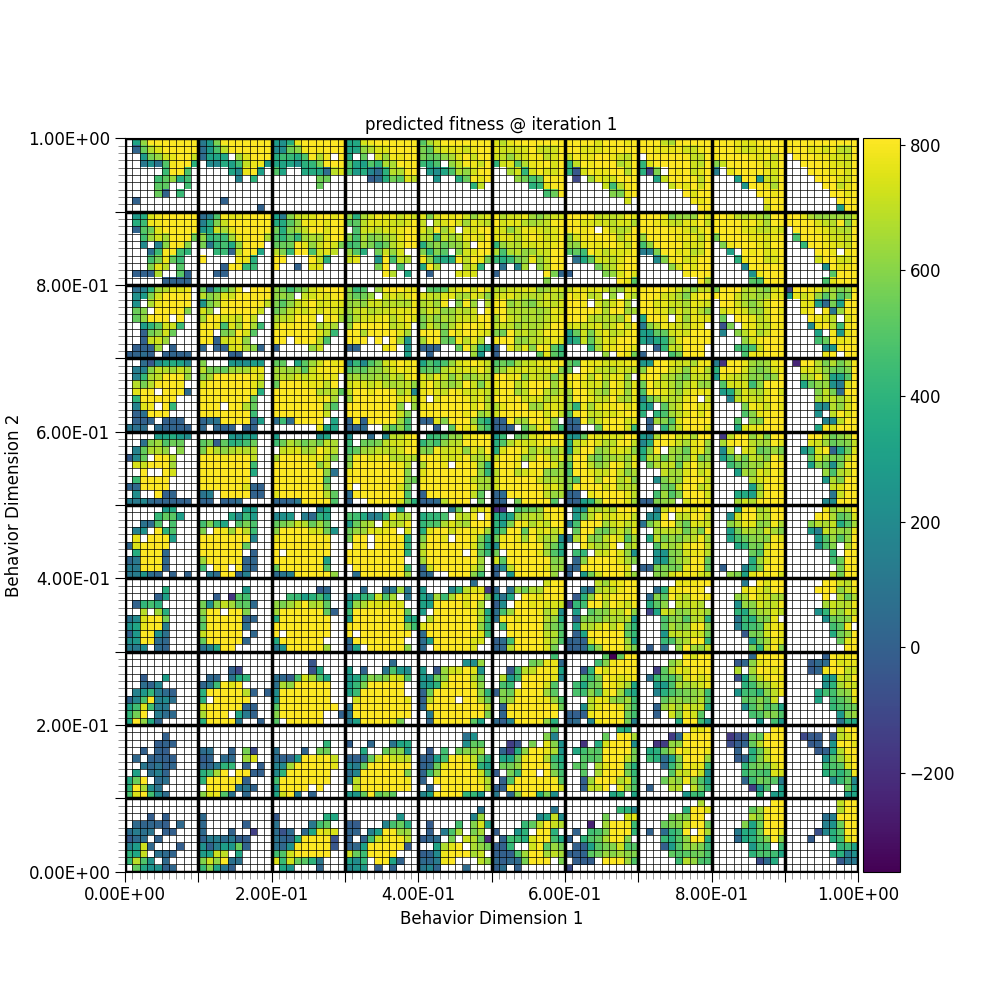 predicted fitness @ iteration 1
1.00E+00
8.00E-01
6.00E-01
4.00E-01
2.00E-01
0.00E+00
Behavior Dimension 2
0.00E+00 2.00E-01 4.00E-01 6.00E-01 8.00E-01 1.00E+00
Behavior Dimension 1
800
600
400
200
0
−200